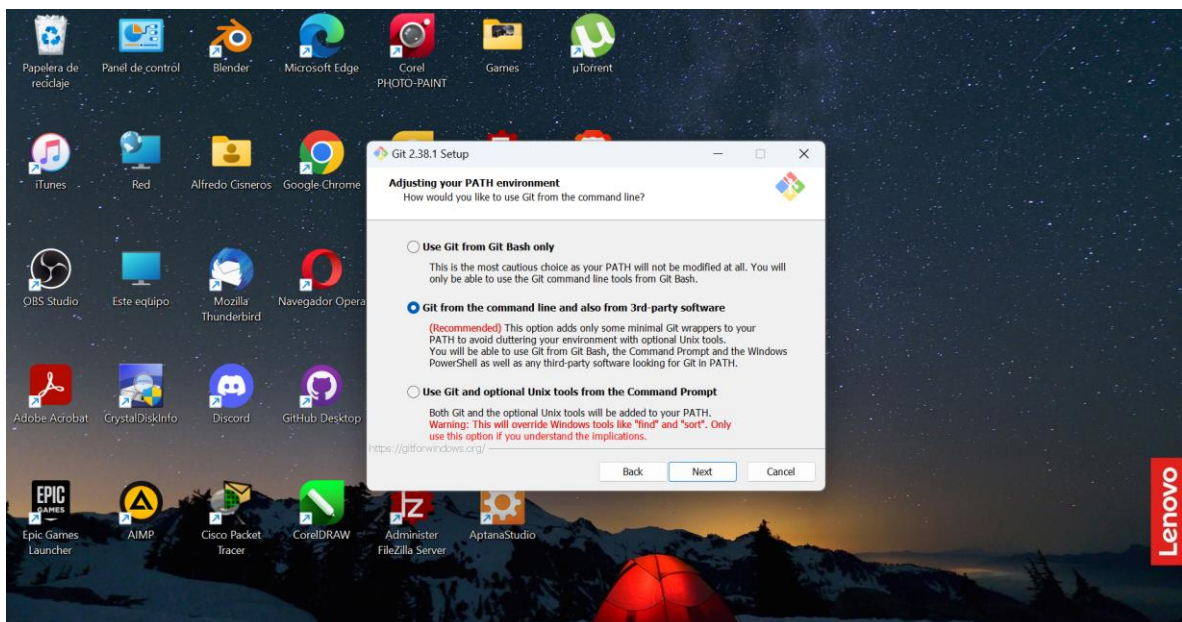 Papelera de
reciclaje
Panel de control
Blender
Microsoft Edge
Corel
PHOTO-PAINT
Games
µTorrent
iTunes
Red
Alfredo Cisneros
Google Chrome
Git 2.38.1 Setup
Adjusting your PATH environment
How would you like to use Git from the command line?
Use Git from Git Bash only
This is the most cautious choice as your PATH will not be modified at all. You will
only be able to use the Git command line tools from Git Bash.
Git from the command line and also from 3rd-party software
(Recommended) This option adds only some minimal Git wrappers to your
PATH to avoid cluttering your environment with optional Unix tools.
You will be able to use Git from Git Bash, the Command Prompt and the Windows
PowerShell as well as any third-party software looking for Git in PATH.
Use Git and optional Unix tools from the Command Prompt
Both Git and the optional Unix tools will be added to your PATH.
Warning: This will override Windows tools like "find" and "sort". Only
use this option if you understand the implications.
https://gitforwindows.org/
Back
Next
Cancel
OBS Studio
Este equipo
Mozilla
Thunderbird
Navegador Opera
Adobe Acrobat
CrystalDiskInfo
Discord
GitHub Desktop
EPIC
GAMES
Epic Games
Launcher
AIMP
Cisco Packet
Tracer
CorelDRAW
Administer
FileZilla Server
AptanaStudio
Lenovo